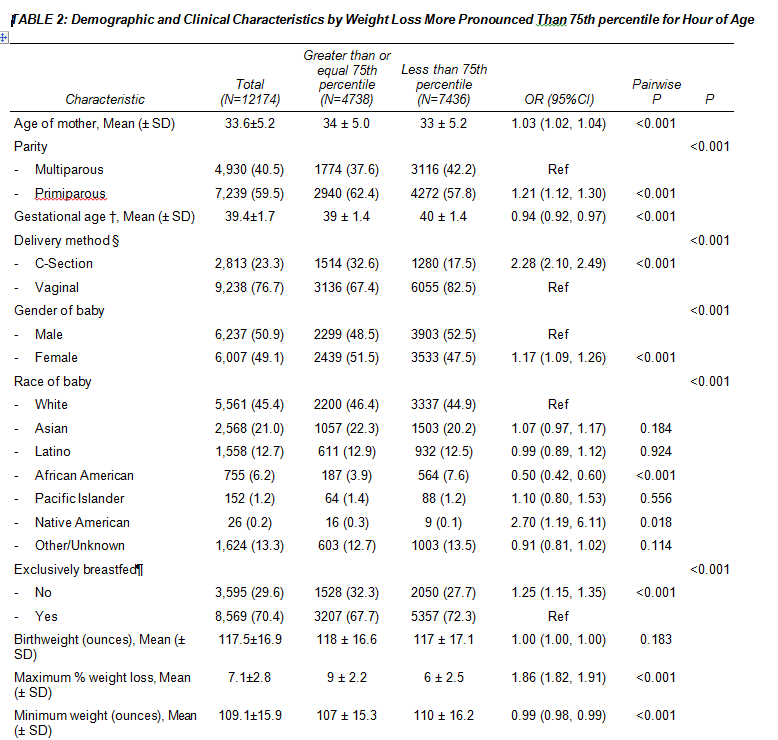 TABLE 2: Demographic and Clinical Characteristics by Weight Loss More Pronounced Than 75th percentile for Hour of Age
Characteristic Total (N=12174) Greater than or equal 75th percentile (N=4738) Less than 75th percentile (N=7436) OR (95%CI) Pairwise P P
Age of mother, Mean (± SD) 33.6±5.2 34 ± 5.0 33 ± 5.2 1.03 (1.02, 1.04) <0.001
Parity <0.001
- Multiparous 4,930 (40.5) 1774 (37.6) 3116 (42.2) Ref
- Primiparous 7,239 (59.5) 2940 (62.4) 4272 (57.8) 1.21 (1.12, 1.30) <0.001
Gestational age †, Mean (± SD) 39.4±1.7 39 ± 1.4 40 ± 1.4 0.94 (0.92, 0.97) <0.001
Delivery method § <0.001
- C-Section 2,813 (23.3) 1514 (32.6) 1280 (17.5) 2.28 (2.10, 2.49) <0.001
- Vaginal 9,238 (76.7) 3136 (67.4) 6055 (82.5) Ref
Gender of baby <0.001
- Male 6,237 (50.9) 2299 (48.5) 3903 (52.5) Ref
- Female 6,007 (49.1) 2439 (51.5) 3533 (47.5) 1.17 (1.09, 1.26) <0.001
Race of baby <0.001
- White 5,561 (45.4) 2200 (46.4) 3337 (44.9) Ref
- Asian 2,568 (21.0) 1057 (22.3) 1503 (20.2) 1.07 (0.97, 1.17) 0.184
- Latino 1,558 (12.7) 611 (12.9) 932 (12.5) 0.99 (0.89, 1.12) 0.924
- African American 755 (6.2) 187 (3.9) 564 (7.6) 0.50 (0.42, 0.60) <0.001
- Pacific Islander 152 (1.2) 64 (1.4) 88 (1.2) 1.10 (0.80, 1.53) 0.556
- Native American 26 (0.2) 16 (0.3) 9 (0.1) 2.70 (1.19, 6.11) 0.018
- Other/Unknown 1,624 (13.3) 603 (12.7) 1003 (13.5) 0.91 (0.81, 1.02) 0.114
Exclusively breastfed¶ <0.001
- No 3,595 (29.6) 1528 (32.3) 2050 (27.7) 1.25 (1.15, 1.35) <0.001
- Yes 8,569 (70.4) 3207 (67.7) 5357 (72.3) Ref
Birthweight (ounces), Mean (± 117.5±16.9 118 ± 16.6 117 ± 17.1 1.00 (1.00, 1.00) 0.183
SD)
Maximum % weight loss, Mean 7.1±2.8 9 ± 2.2 6 ± 2.5 1.86 (1.82, 1.91) <0.001
(± SD)
Minimum weight (ounces), Mean 109.1±15.9 107 ± 15.3 110 ± 16.2 0.99 (0.98, 0.99) <0.001
(± SD)